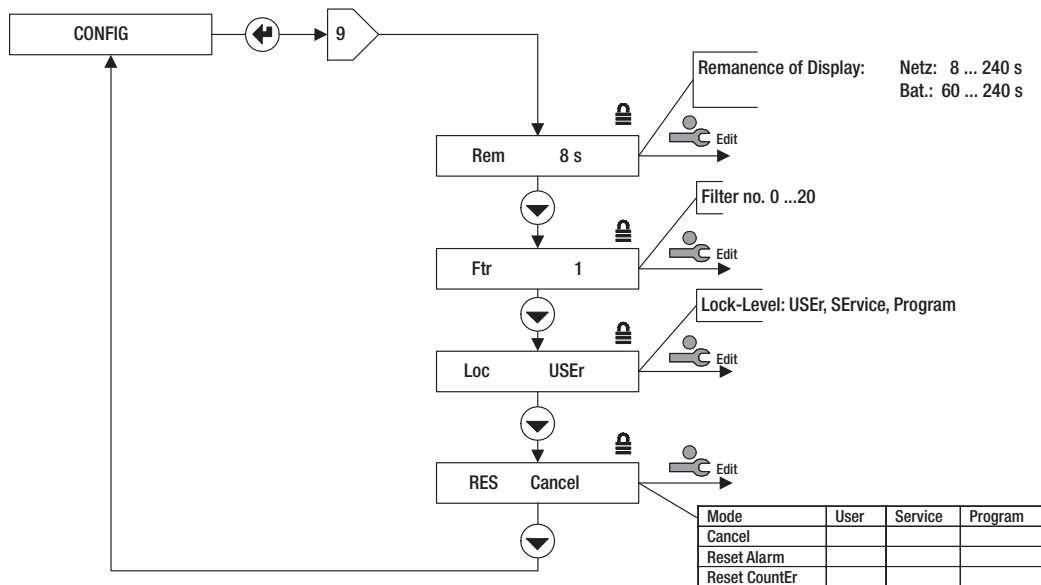 CONFIG
9
Remanence of Display: Netz: 8 ... 240 s
Bat.: 60 ... 240 s
Edit
Rem 8 s
Filter no. 0 ...20
Edit
Ftr 1
Lock-Level: USEr, SErvice, Program
Edit
Loc USEr
Edit
RES Cancel
Mode User Service Program
Cancel
Reset Alarm
Reset CountEr